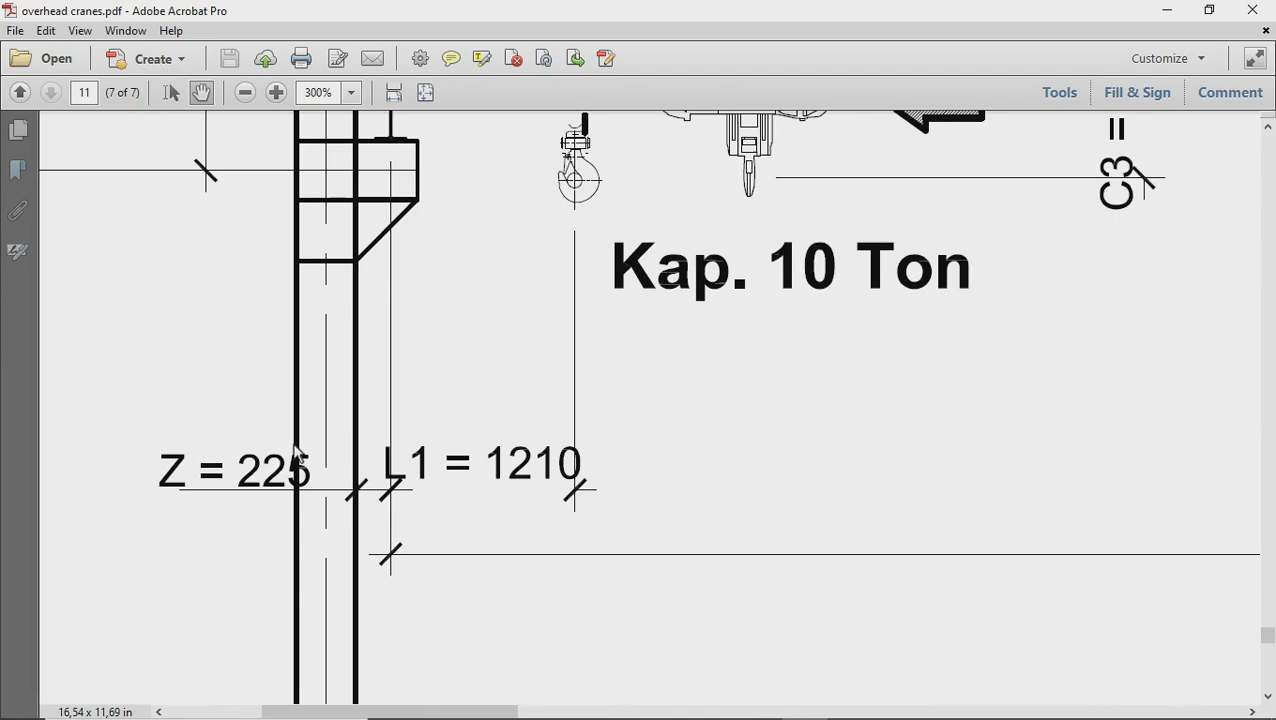 overhead cranes.pdf - Adobe Acrobat Pro
File Edit View Window Help
Open Create Customize
11 (7 of 7) 300% Tools Fill & Sign Comment
C3 =
Kap. 10 Ton
Z = 225 L1 = 1210
16,54 x 11,69 in